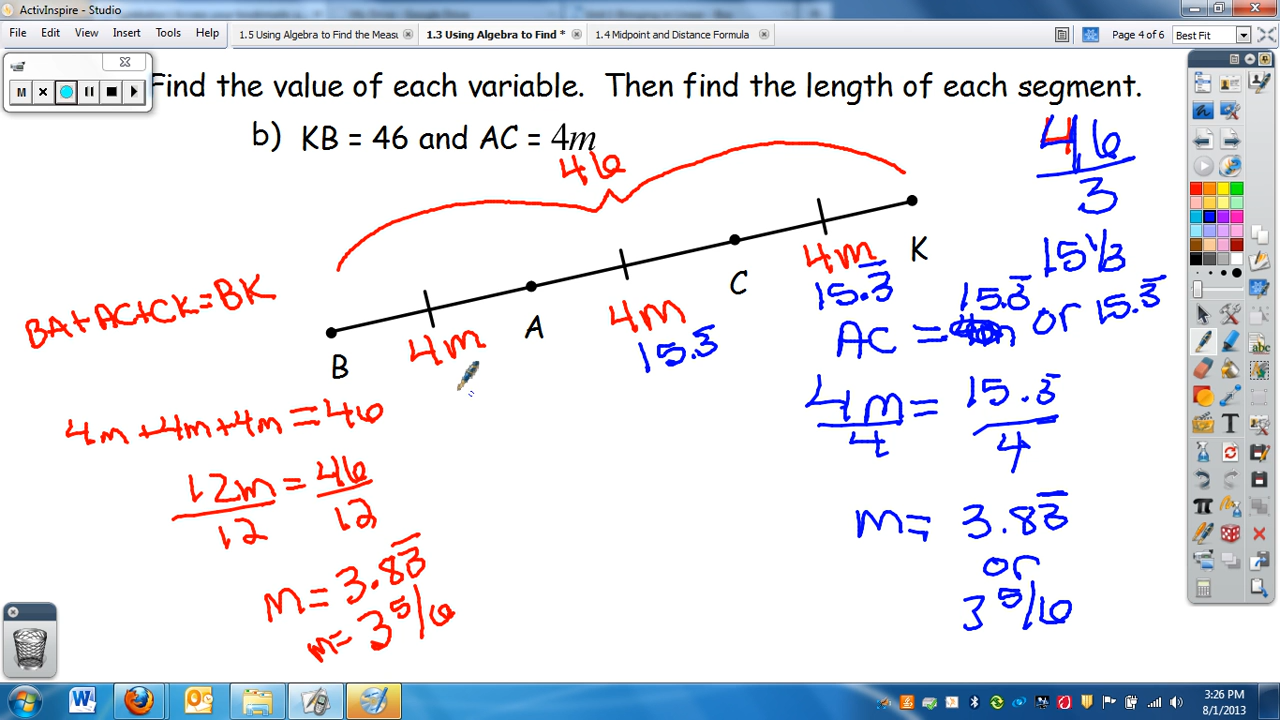 ActivInspire - Studio
File Edit View Insert Tools Help
1.5 Using Algebra to Find the Meas
1.3 Using Algebra to Find *
1.4 Midpoint and Distance Formula
Page 4 of 6
Best Fit
M
Find the value of each variable. Then find the length of each segment.
b) KB = 46 and AC = 4m
46
46
3
15 1/3
or 15.3̅
BA+AC+CK=BK
B
A
C
K
4m
4m
15.3̅
4m
15.3̅
4m+4m+4m=46
12m = 46
12 12
m = 3.83̅
m = 3 5/6
15.3̅
AC =
4m = 15.3̅
4 4
m = 3.83̅
or
3 5/6
abc
T
3:26 PM
8/1/2013